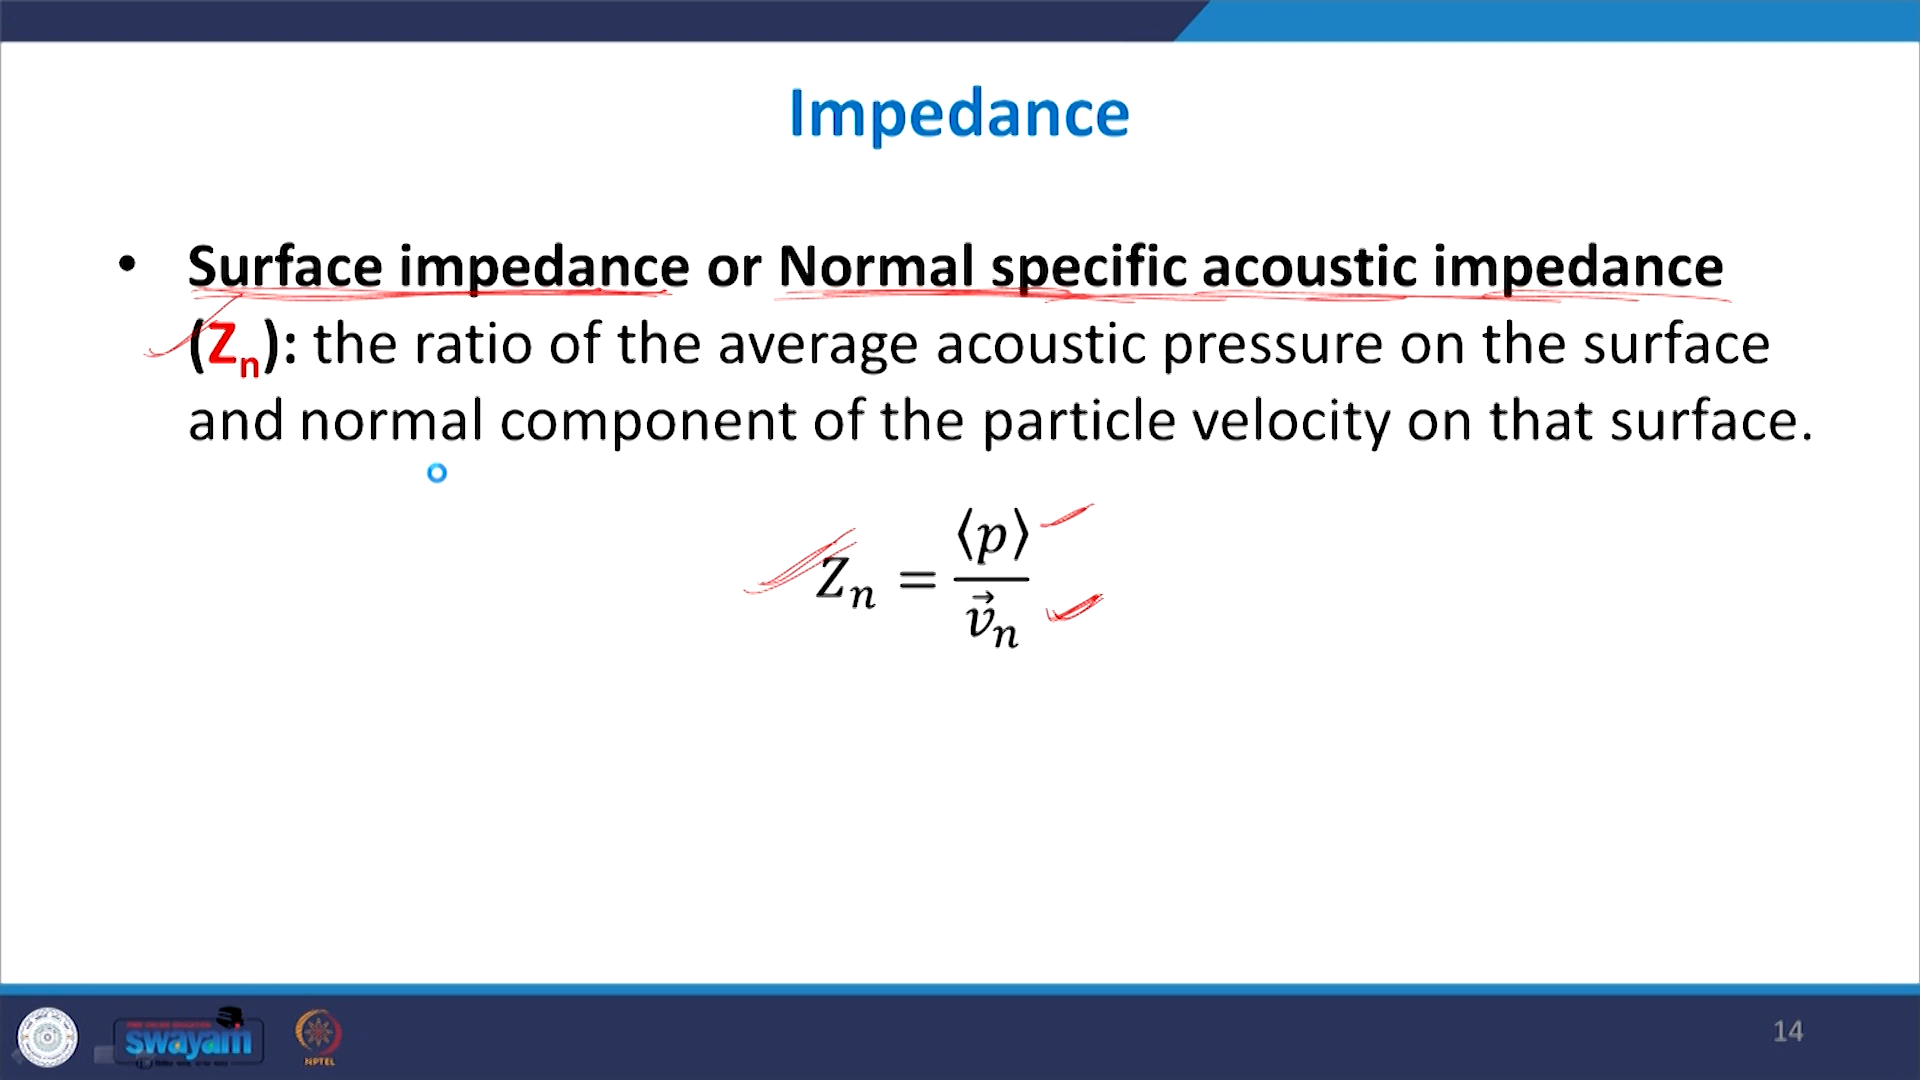 Impedance
• Surface impedance or Normal specific acoustic impedance
(Zn): the ratio of the average acoustic pressure on the surface
and normal component of the particle velocity on that surface.
Zn = ⟨p⟩ / v⃗n
swayam
NPTEL
14